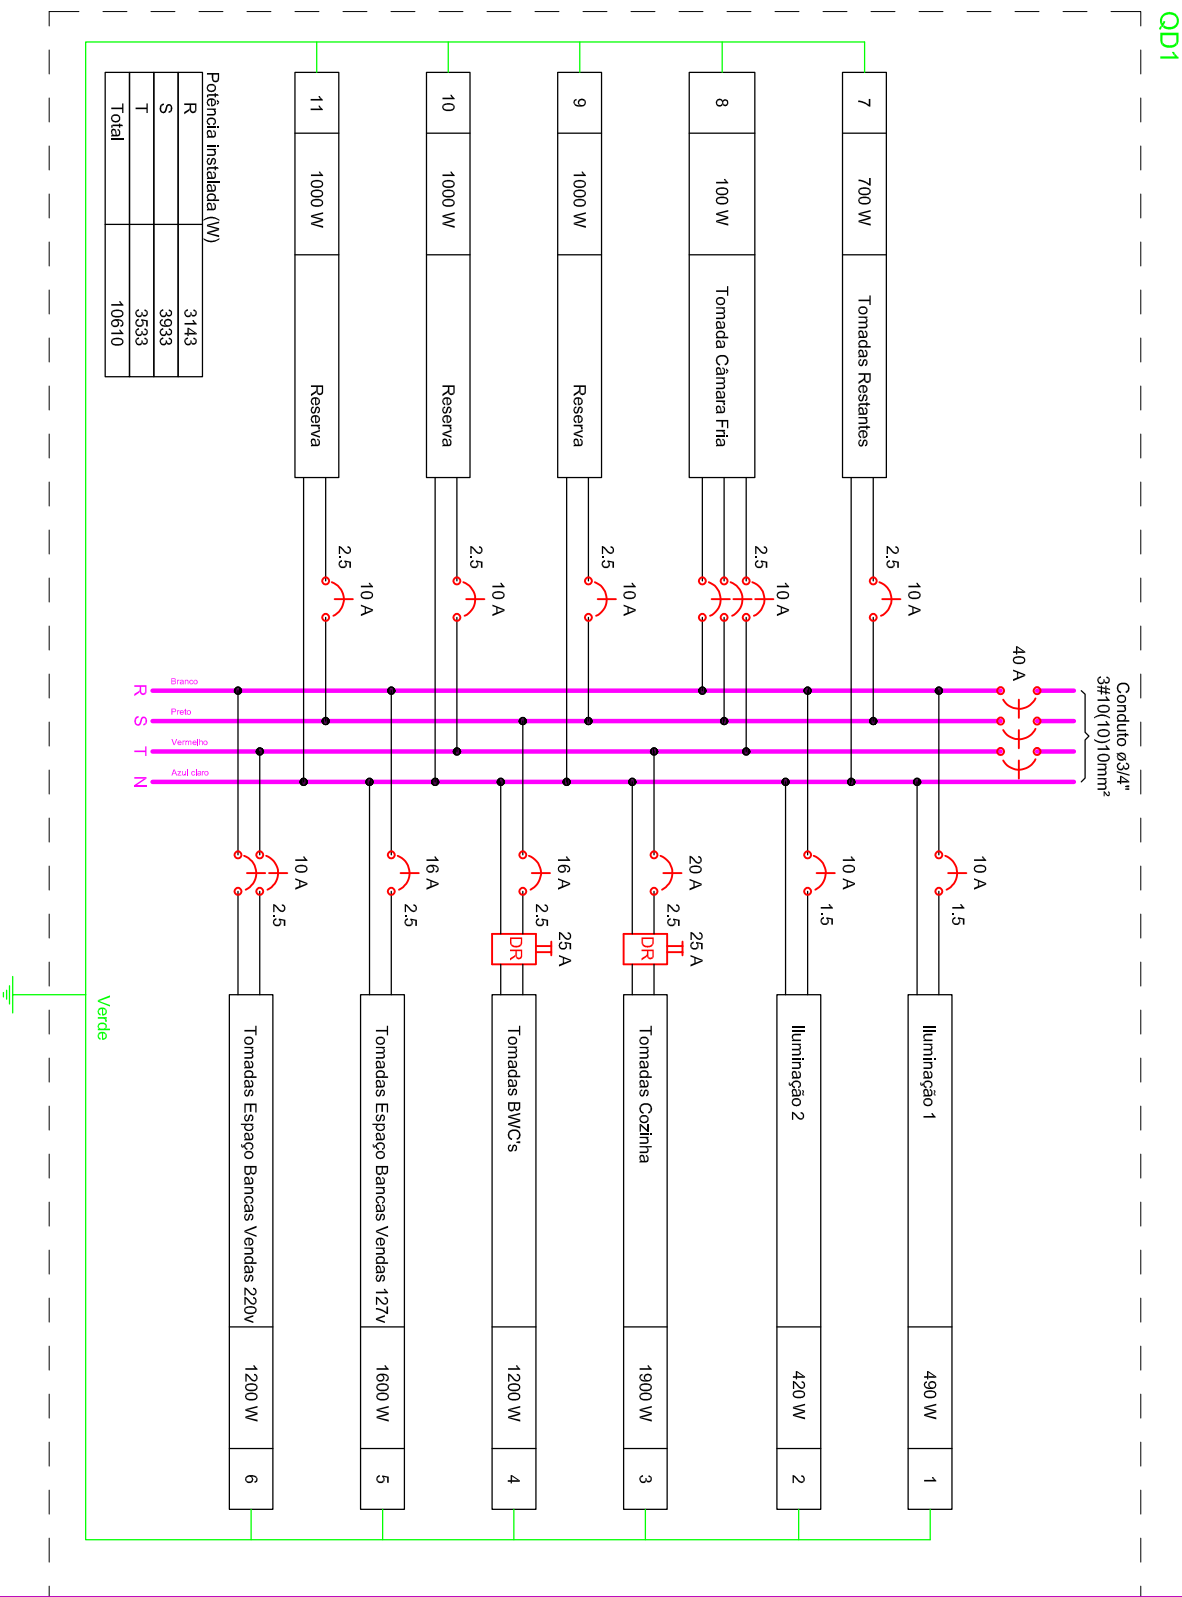 QD1
Conduto ø3/4"
3#10(10)10mm²
40 A
7
700 W
Tomadas Restantes
2.5
10 A
8
100 W
Tomada Câmara Fria
2.5
10 A
9
1000 W
Reserva
2.5
10 A
10
1000 W
Reserva
2.5
10 A
11
1000 W
Reserva
2.5
10 A
R
Branco
S
Preto
T
Vermelho
N
Azul claro
10 A
1.5
Iluminação 1
490 W
1
10 A
1.5
Iluminação 2
420 W
2
20 A
2.5
25 A
DR
Tomadas Cozinha
1900 W
3
16 A
2.5
25 A
DR
Tomadas BWC's
1200 W
4
16 A
2.5
Tomadas Espaço Bancas Vendas 127v
1600 W
5
10 A
2.5
Tomadas Espaço Bancas Vendas 220v
1200 W
6
Potência instalada (W)
R 3143
S 3933
T 3533
Total 10610
Verde